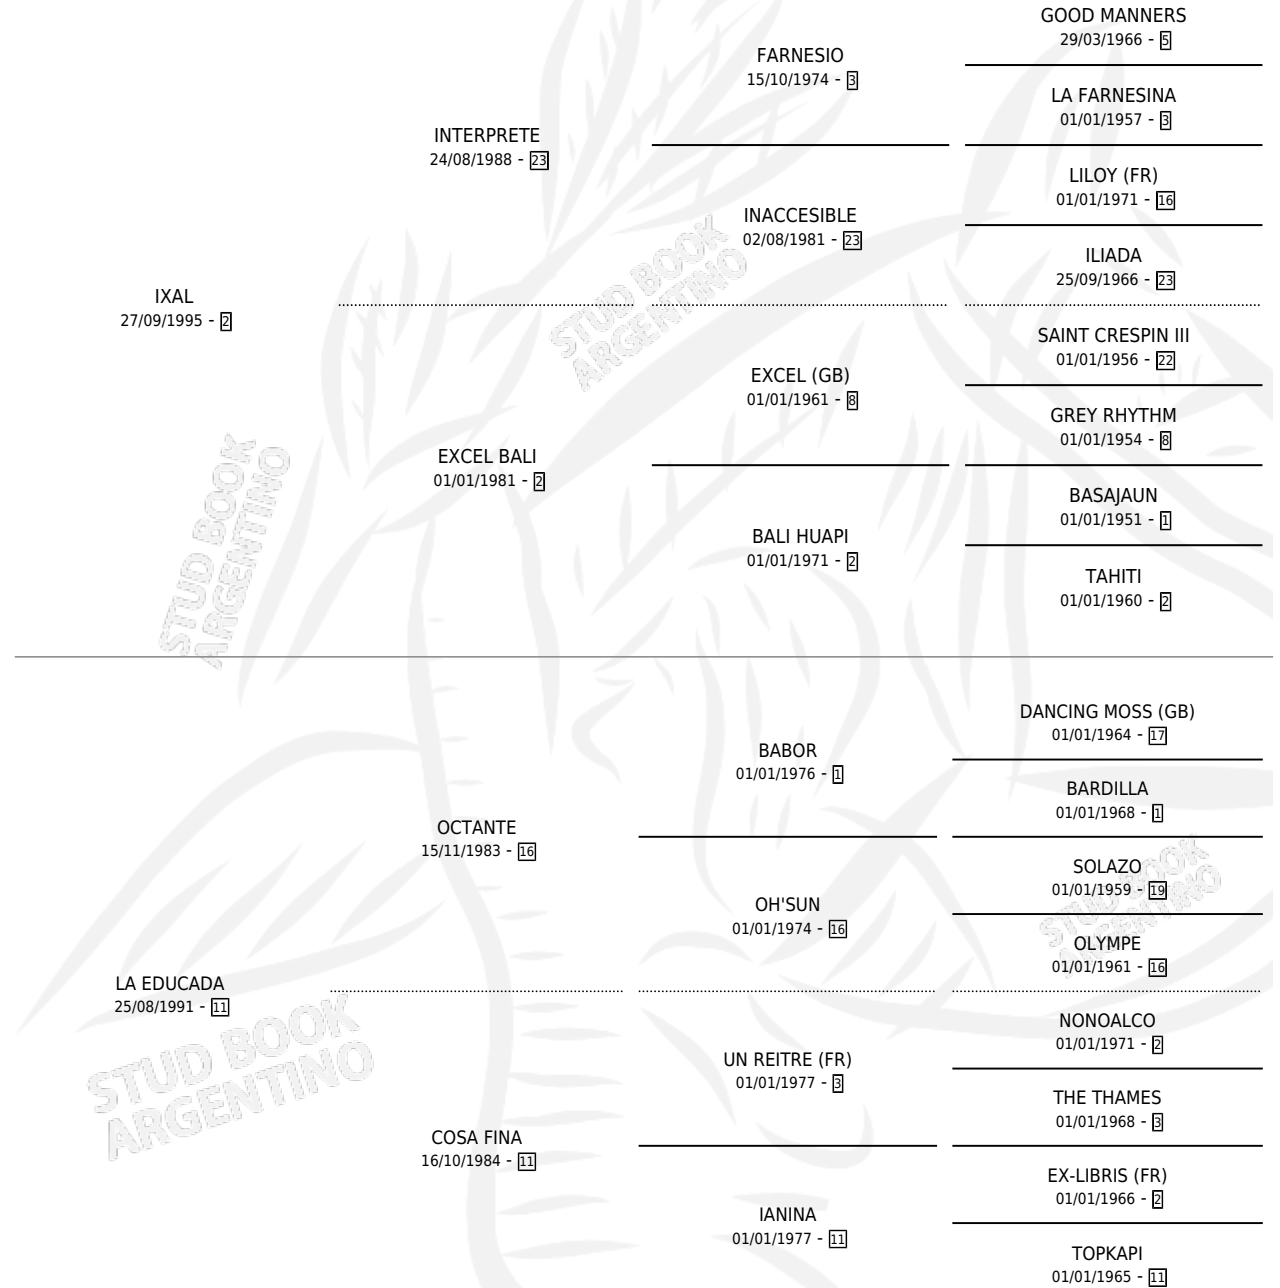 GOOD MANNERS
29/03/1966 - 5
FARNESIO
15/10/1974 - 3
LA FARNESINA
01/01/1957 - 3
INTERPRETE
24/08/1988 - 23
LILOY (FR)
01/01/1971 - 16
INACCESIBLE
02/08/1981 - 23
ILIADA
25/09/1966 - 23
IXAL
27/09/1995 - 2
SAINT CRESPIN III
01/01/1956 - 22
EXCEL (GB)
01/01/1961 - 8
GREY RHYTHM
01/01/1954 - 8
EXCEL BALI
01/01/1981 - 2
BASAJAUN
01/01/1951 - 1
BALI HUAPI
01/01/1971 - 2
TAHITI
01/01/1960 - 2
DANCING MOSS (GB)
01/01/1964 - 17
BABOR
01/01/1976 - 1
BARDILLA
01/01/1968 - 1
OCTANTE
15/11/1983 - 16
SOLAZO
01/01/1959 - 19
OH'SUN
01/01/1974 - 16
OLYMPE
01/01/1961 - 16
LA EDUCADA
25/08/1991 - 11
NONOALCO
01/01/1971 - 2
UN REITRE (FR)
01/01/1977 - 3
THE THAMES
01/01/1968 - 3
COSA FINA
16/10/1984 - 11
EX-LIBRIS (FR)
01/01/1966 - 2
IANINA
01/01/1977 - 11
TOPKAPI
01/01/1965 - 11
STUD BOOK
ARGENTINO
STUD BOOK
ARGENTINO
STUD BOOK
ARGENTINO
STUD BOOK
ARGENTINO